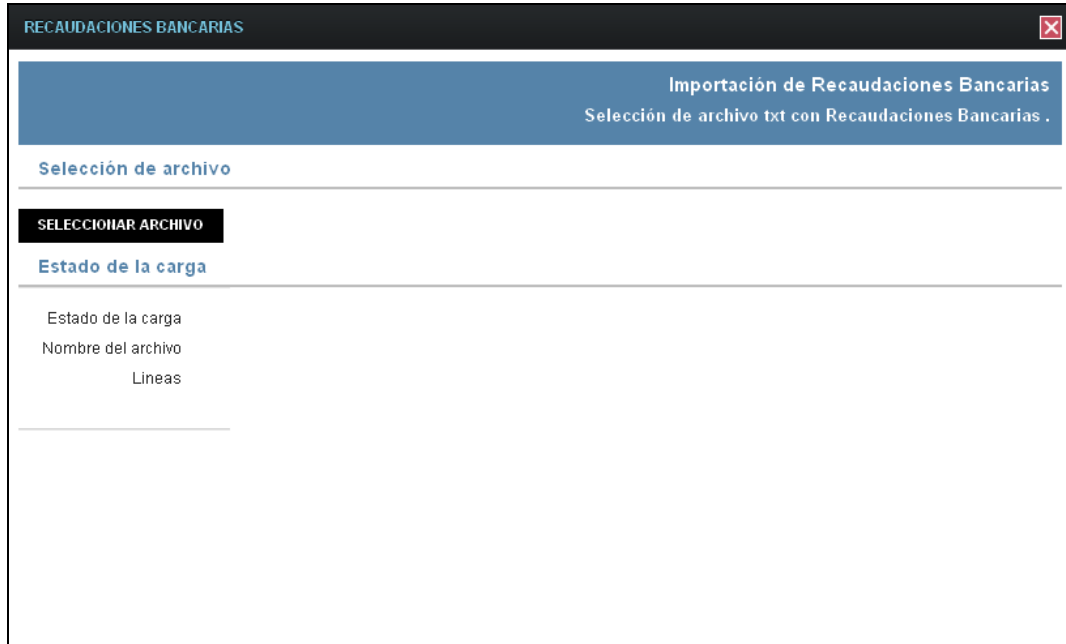 RECAUDACIONES BANCARIAS
Importación de Recaudaciones Bancarias
Selección de archivo txt con Recaudaciones Bancarias .
Selección de archivo
SELECCIONAR ARCHIVO
Estado de la carga
Estado de la carga
Nombre del archivo
Lineas